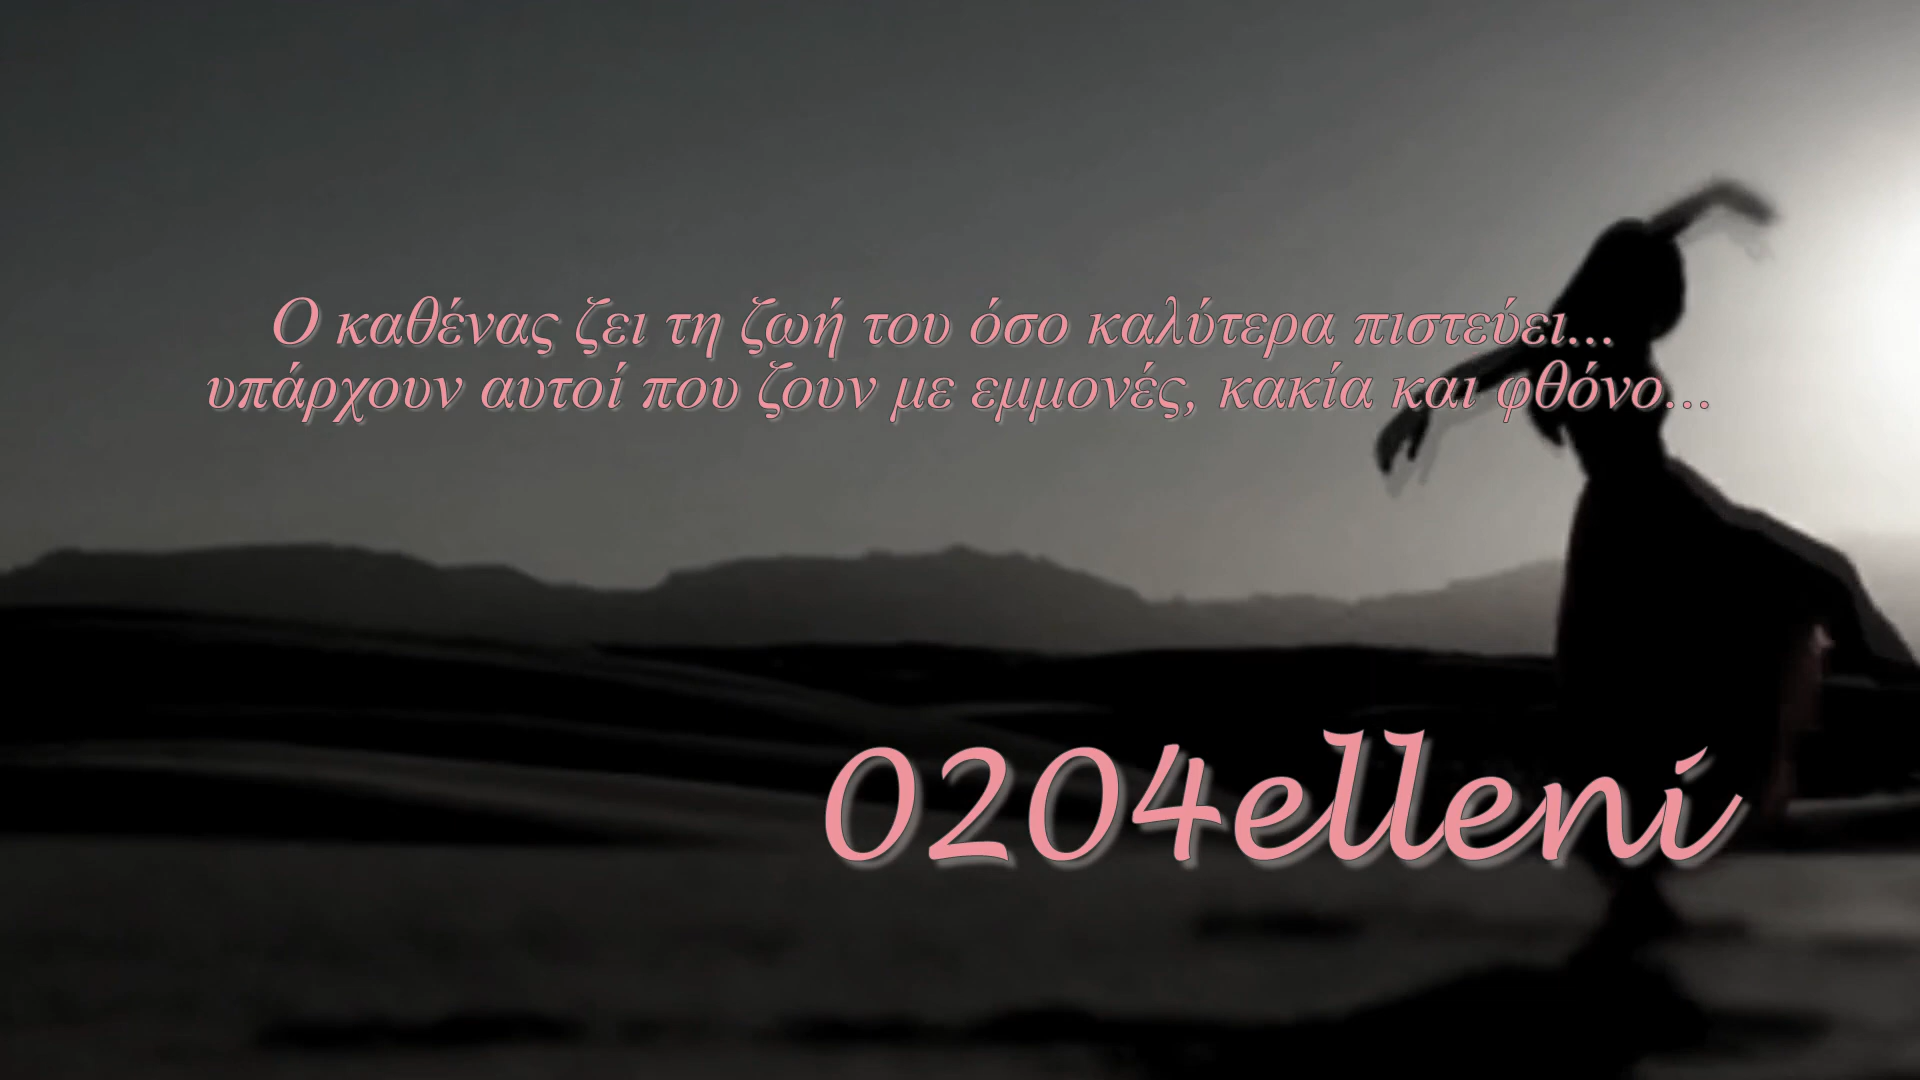 Ο καθένας ζει τη ζωή του όσο καλύτερα πιστεύει...
υπάρχουν αυτοί που ζουν με εμμονές, κακία και φθόνο...
0204elleni